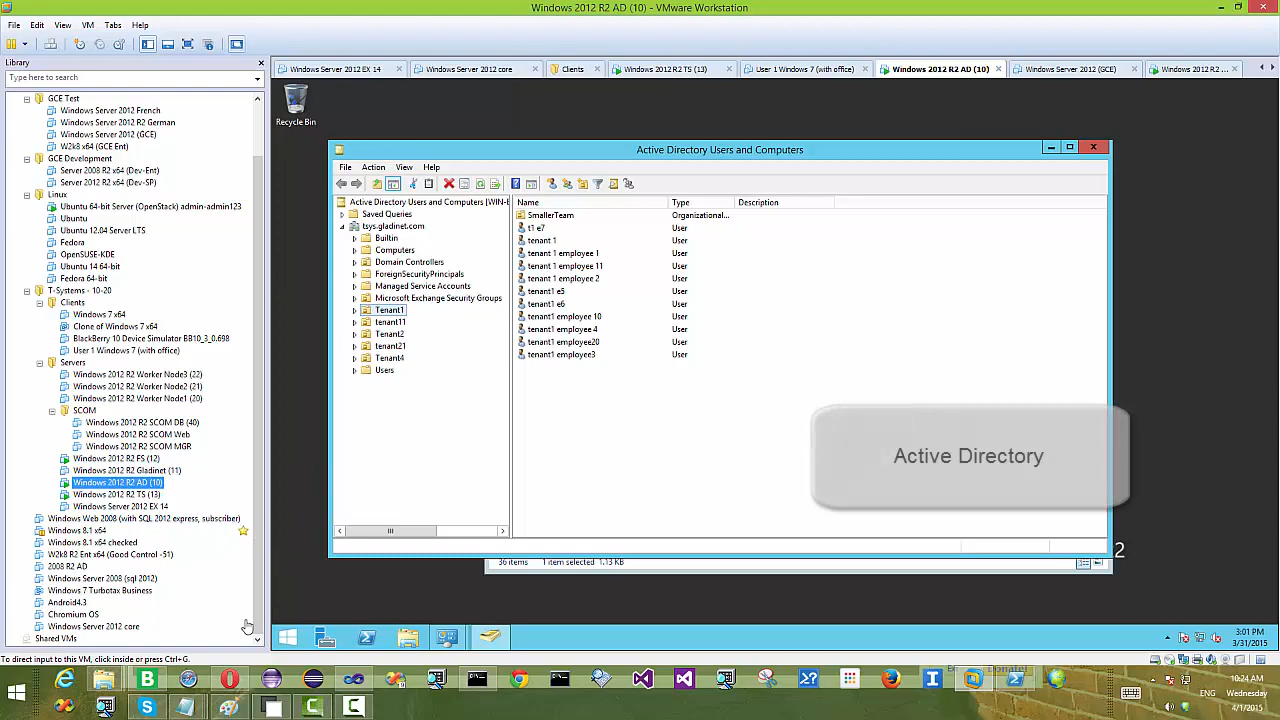 Windows 2012 R2 AD (10) - VMware Workstation
File Edit View VM Tabs Help
Library
Type here to search
Windows Server 2012 EX 14
Windows Server 2012 core
Clients
Windows 2012 R2 TS (13)
User 1 Windows 7 (with office)
Windows 2012 R2 AD (10)
Windows Server 2012 (GCE)
Windows 2012 R2 ...
GCE Test
Windows Server 2012 French
Windows Server 2012 R2 German
Windows Server 2012 (GCE)
W2k8 x64 (GCE Ent)
GCE Development
Server 2008 R2 x64 (Dev-Ent)
Server 2012 R2 x64 (Dev-SP)
Linux
Ubuntu 64-bit Server (OpenStack) admin-admin123
Ubuntu
Ubuntu 12.04 Server LTS
Fedora
OpenSUSE-KDE
Ubuntu 14 64-bit
Fedora 64-bit
T-Systems - 10-20
Clients
Windows 7 x64
Clone of Windows 7 x64
BlackBerry 10 Device Simulator BB10_3_0.698
User 1 Windows 7 (with office)
Servers
Windows 2012 R2 Worker Node3 (22)
Windows 2012 R2 Worker Node2 (21)
Windows 2012 R2 Worker Node1 (20)
SCOM
Windows 2012 R2 SCOM DB (40)
Windows 2012 R2 SCOM Web
Windows 2012 R2 SCOM MGR
Windows 2012 R2 FS (12)
Windows 2012 R2 Gladinet (11)
Windows 2012 R2 AD (10)
Windows 2012 R2 TS (13)
Windows Server 2012 EX 14
Windows Web 2008 (with SQL 2012 express, subscriber)
Windows 8.1 x64
Windows 8.1 x64 checked
W2k8 R2 Ent x64 (Good Control -51)
2008 R2 AD
Windows Server 2008 (sql 2012)
Windows 7 Turbotax Business
Android4.3
Chromium OS
Windows Server 2012 core
Shared VMs
Recycle Bin
Active Directory Users and Computers
File Action View Help
Active Directory Users and Computers [WIN-
Saved Queries
tsys.gladinet.com
Builtin
Computers
Domain Controllers
ForeignSecurityPrincipals
Managed Service Accounts
Microsoft Exchange Security Groups
Tenant1
tenant11
Tenant2
tenant21
Tenant4
Users
Name Type Description
SmallerTeam Organizational...
t1 e7 User
tenant 1 User
tenant 1 employee 1 User
tenant 1 employee 11 User
tenant 1 employee 2 User
tenant1 e5 User
tenant1 e6 User
tenant1 employee 10 User
tenant1 employee 4 User
tenant1 employee20 User
tenant1 employee3 User
Active Directory
2
36 items 1 item selected 1.13 KB
3:01 PM
3/31/2015
To direct input to this VM, click inside or press Ctrl+G.
10:24 AM
ENG Wednesday
4/1/2015